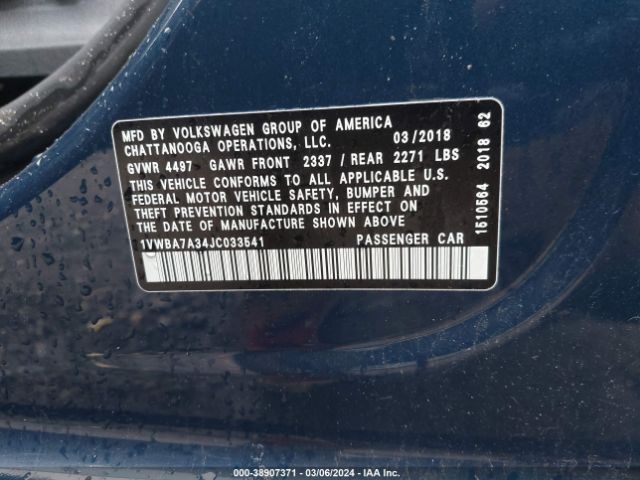 MFD BY VOLKSWAGEN GROUP OF AMERICA
CHATTANOOGA OPERATIONS, LLC. 03/2018
GVWR 4497 GAWR FRONT 2337 / REAR 2271 LBS
THIS VEHICLE CONFORMS TO ALL APPLICABLE U.S.
FEDERAL MOTOR VEHICLE SAFETY, BUMPER AND
THEFT PREVENTION STANDARDS IN EFFECT ON
THE DATE OF MANUFACTURE SHOWN ABOVE
1VWBA7A34JC033541 PASSENGER CAR
1510564 2018 62
000-38907371 — 03/06/2024 — IAA Inc.